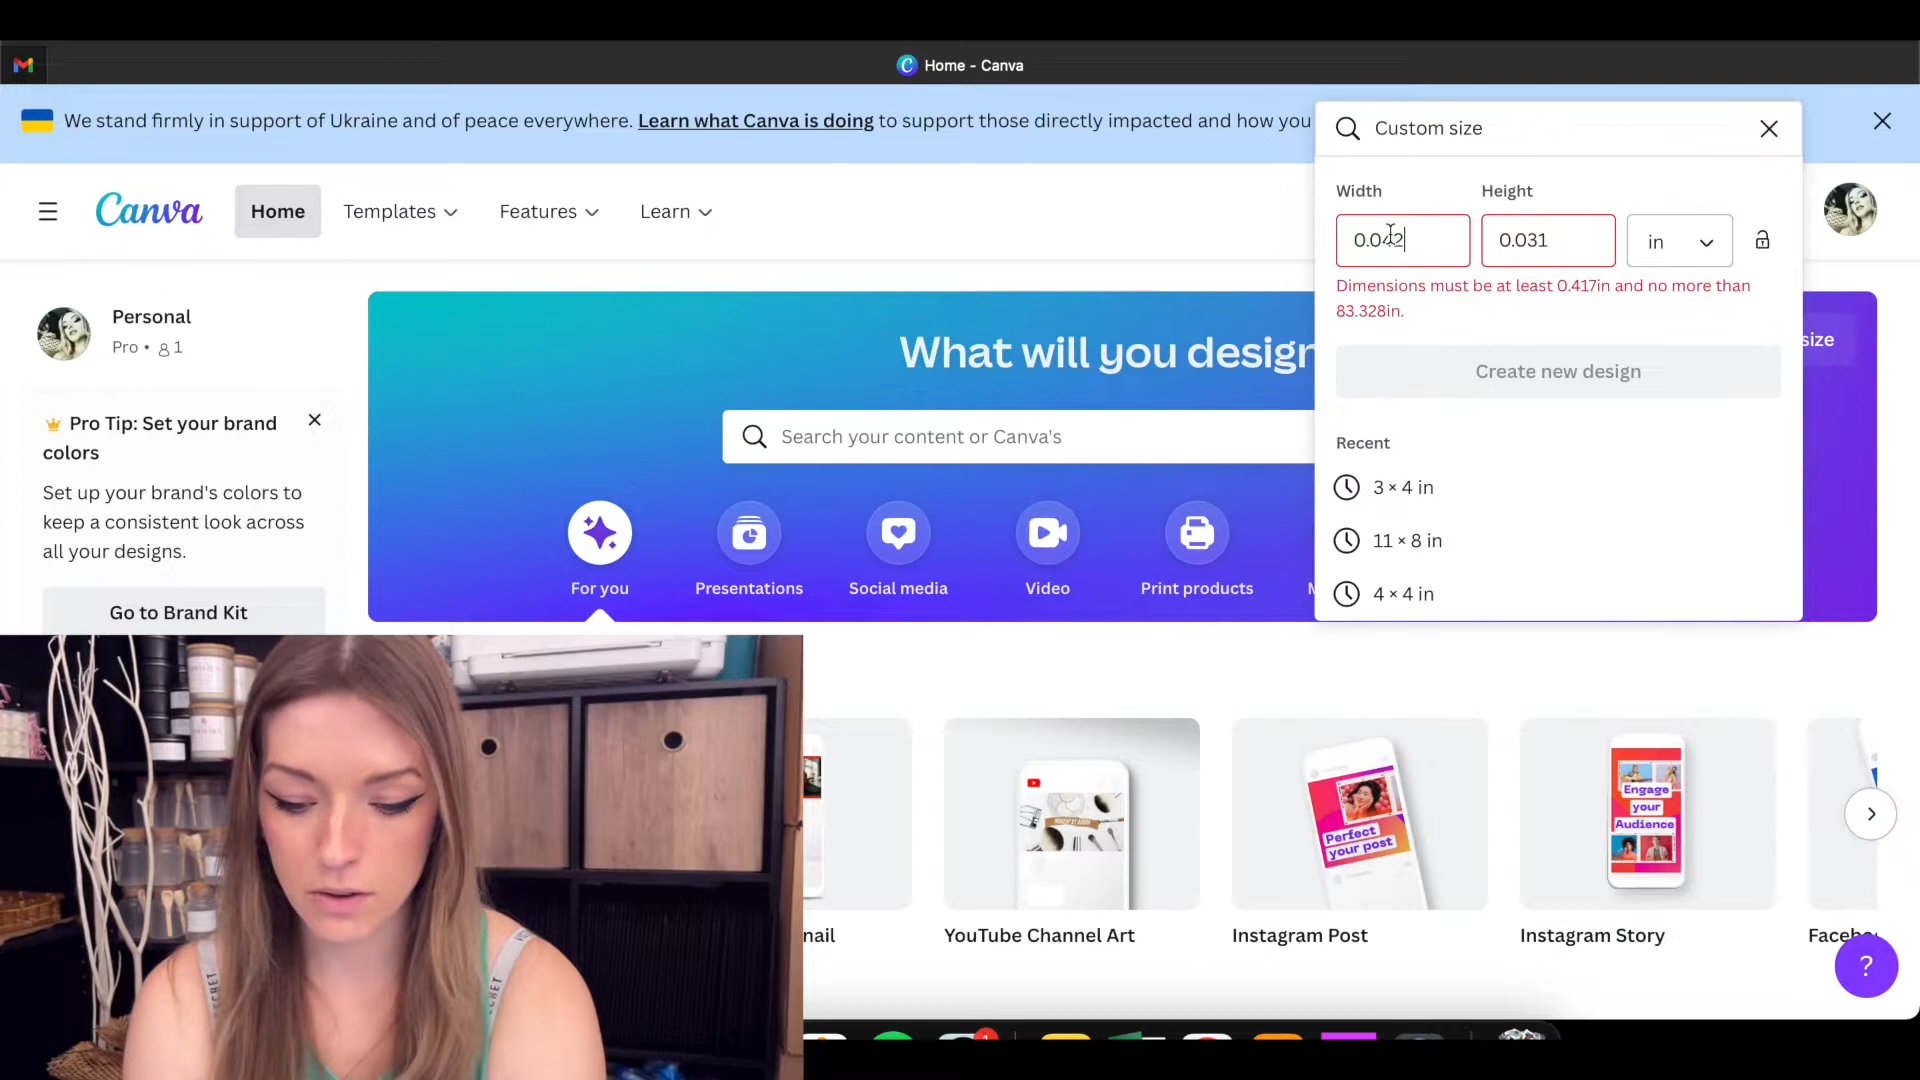 Home - Canva
We stand firmly in support of Ukraine and of peace everywhere. Learn what Canva is doing to support those directly impacted and how you
Custom size
Canva
Home
Templates
Features
Learn
Width
Height
0.042
0.031
in
Dimensions must be at least 0.417in and no more than
83.328in.
Create new design
Recent
3 × 4 in
11 × 8 in
4 × 4 in
size
Personal
Pro • 1
Pro Tip: Set your brand
colors
Set up your brand's colors to
keep a consistent look across
all your designs.
Go to Brand Kit
What will you design
Search your content or Canva's
For you
Presentations
Social media
Video
Print products
nail
YouTube Channel Art
Perfect
your post
Instagram Post
Engage
your
Audience
Instagram Story
?